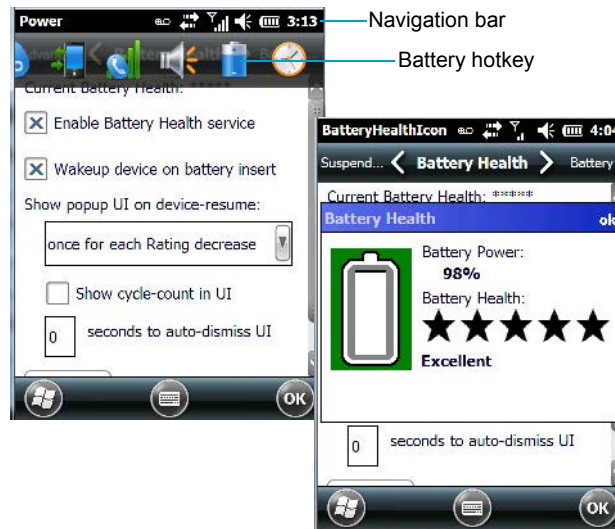 Power 3:13
Navigation bar
Battery hotkey
Current Battery Health: *****
Enable Battery Health service
Wakeup device on battery insert
Show popup UI on device-resume:
once for each Rating decrease
Show cycle-count in UI
0 seconds to auto-dismiss UI
OK
BatteryHealthIcon 4:04
Suspend... Battery Health Battery
Current Battery Health: *****
Battery Health ok
Battery Power:
98%
Battery Health:
Excellent
0 seconds to auto-dismiss UI
OK